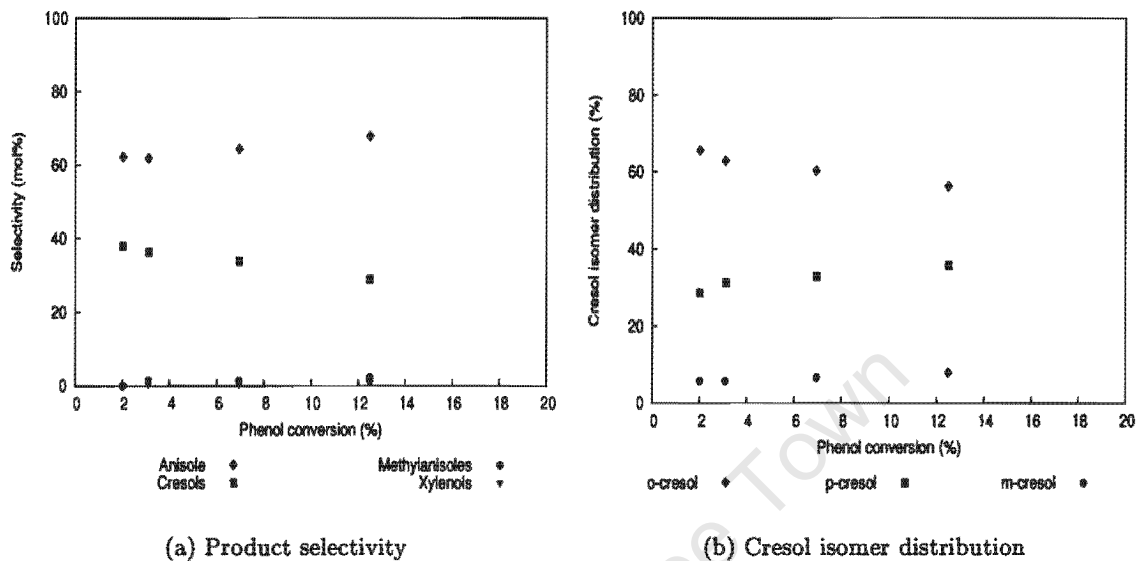 100
80
60
40
20
0
Selectivity (mol%)
0 2 4 6 8 10 12 14 16 18 20
Phenol conversion (%)
Anisole Methylanisoles
Cresols Xylenols
(a) Product selectivity
100
80
60
40
20
0
Cresol isomer distribution (%)
0 2 4 6 8 10 12 14 16 18 20
Phenol conversion (%)
o-cresol p-cresol m-cresol
(b) Cresol isomer distribution
Town